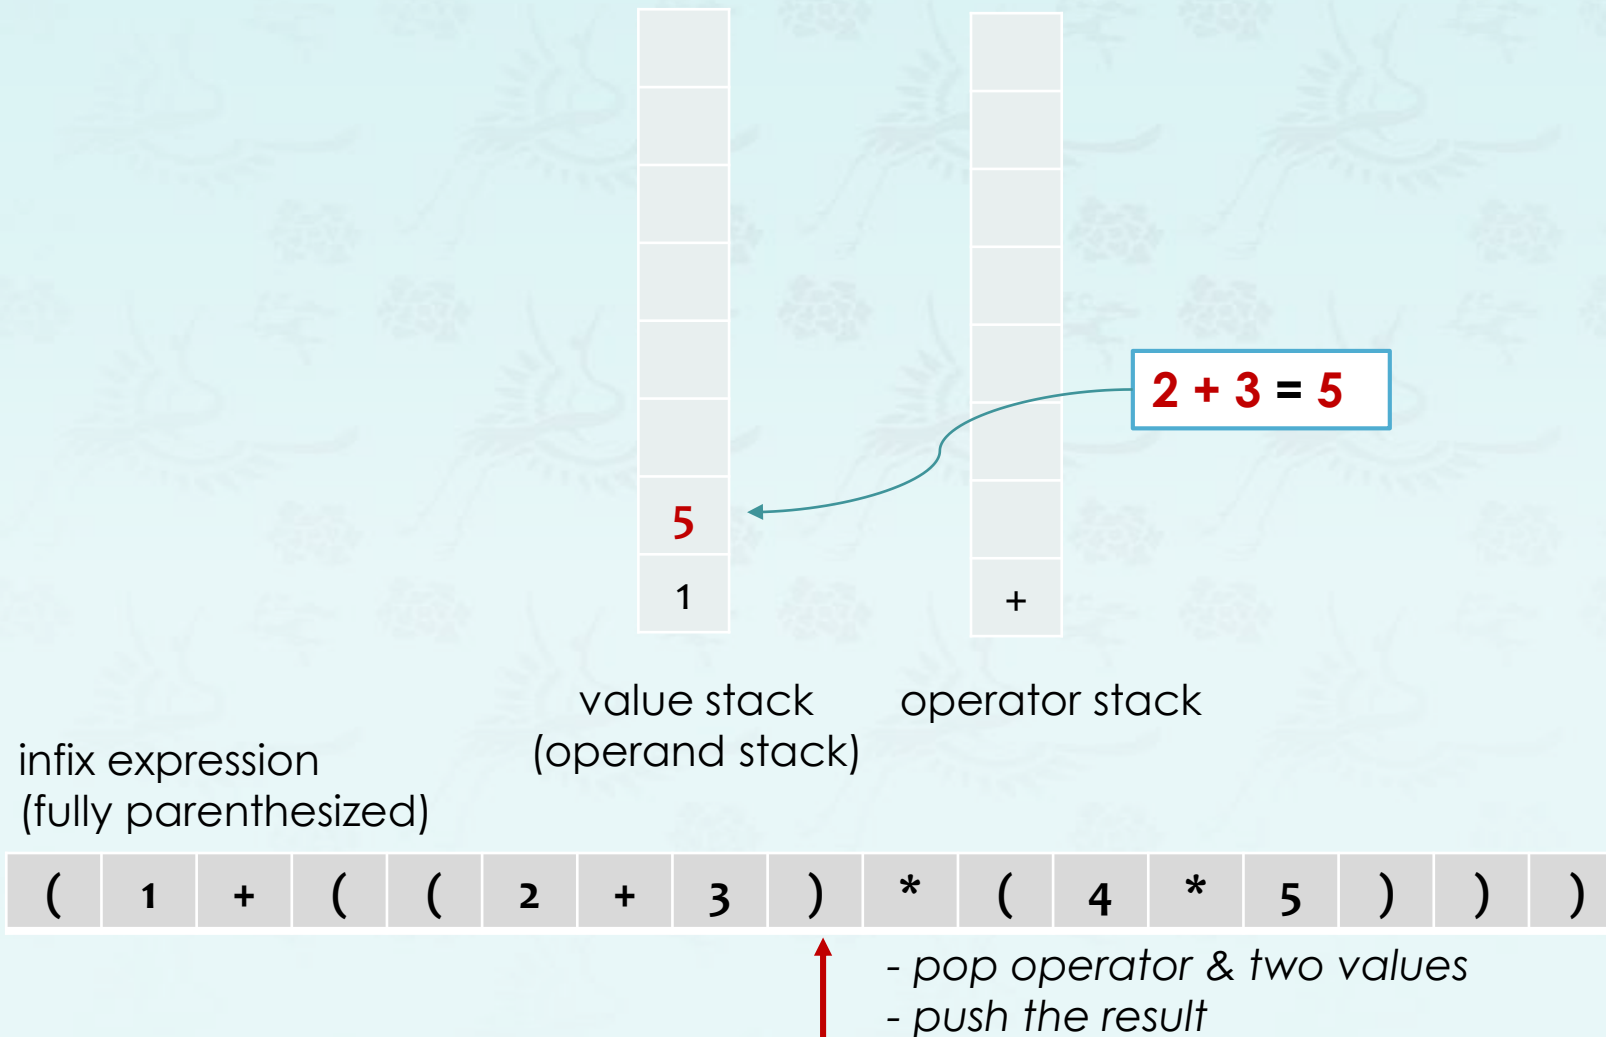 2 + 3 = 5
5
1
+
value stack
(operand stack)
operator stack
infix expression
(fully parenthesized)
( 1 + ( ( 2 + 3 ) * ( 4 * 5 ) ) )
- pop operator & two values
- push the result